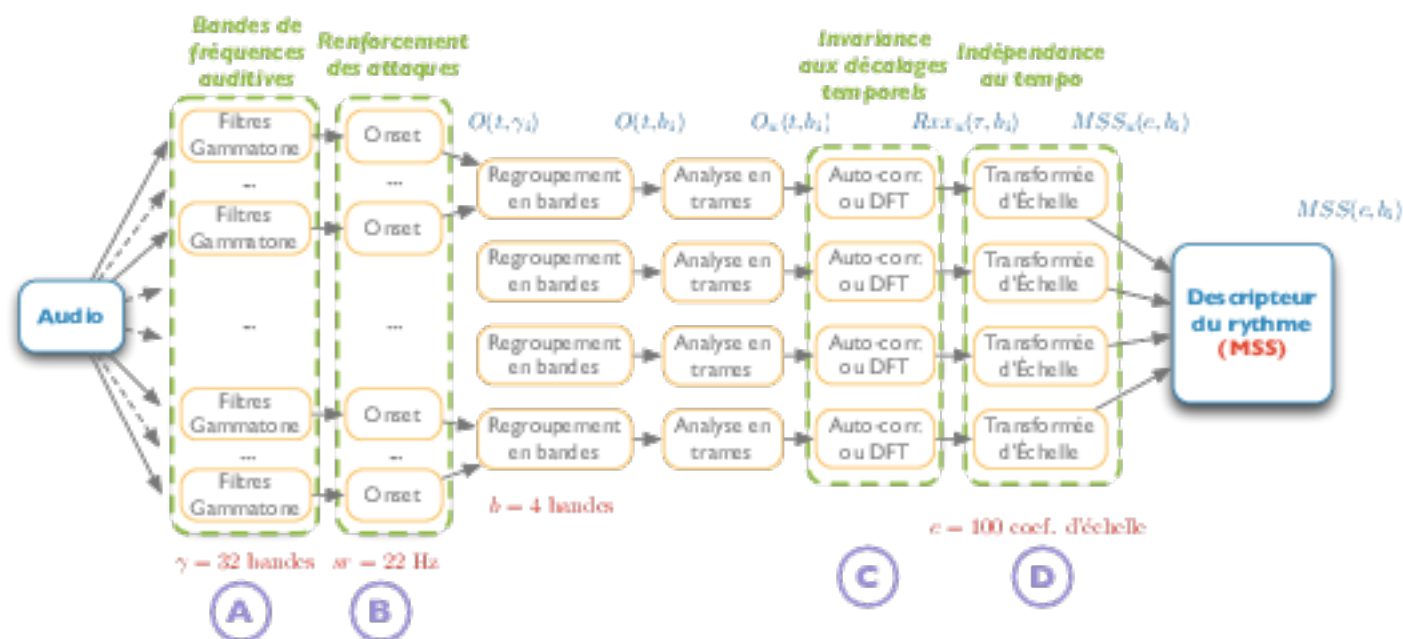 Bandes de
fréquences
auditives
Renforcement
des attaques
Invariance
aux décalages
temporels
Indépendance
au tempo
O(t,γᵢ)
O(t,bᵢ)
Oᵤ(t,bᵢ)
Rxxᵤ(τ,bᵢ)
MSSᵤ(c,bᵢ)
MSS(c,bᵢ)
Audio
Filtres
Gammatone
...
Filtres
Gammatone
...
Filtres
Gammatone
...
Filtres
Gammatone
Onset
...
Onset
...
Onset
...
Onset
Regroupement
en bandes
Regroupement
en bandes
Regroupement
en bandes
Regroupement
en bandes
Analyse en
trames
Analyse en
trames
Analyse en
trames
Analyse en
trames
Auto-corr.
ou DFT
Auto-corr.
ou DFT
Auto-corr.
ou DFT
Auto-corr.
ou DFT
Transformée
d'Échelle
Transformée
d'Échelle
Transformée
d'Échelle
Transformée
d'Échelle
Descripteur
du rythme
(MSS)
γ = 32 bandes
sr = 22 Hz
b = 4 bandes
c = 100 coef. d'échelle
A
B
C
D